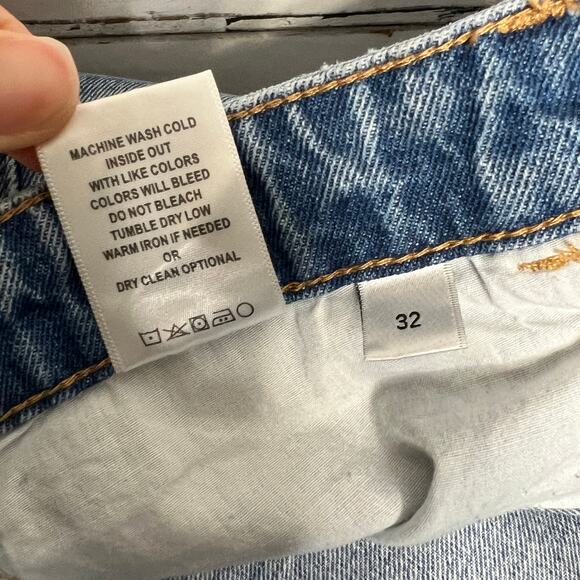 MACHINE WASH COLD
INSIDE OUT
WITH LIKE COLORS
COLORS WILL BLEED
DO NOT BLEACH
TUMBLE DRY LOW
WARM IRON IF NEEDED
OR
DRY CLEAN OPTIONAL
32